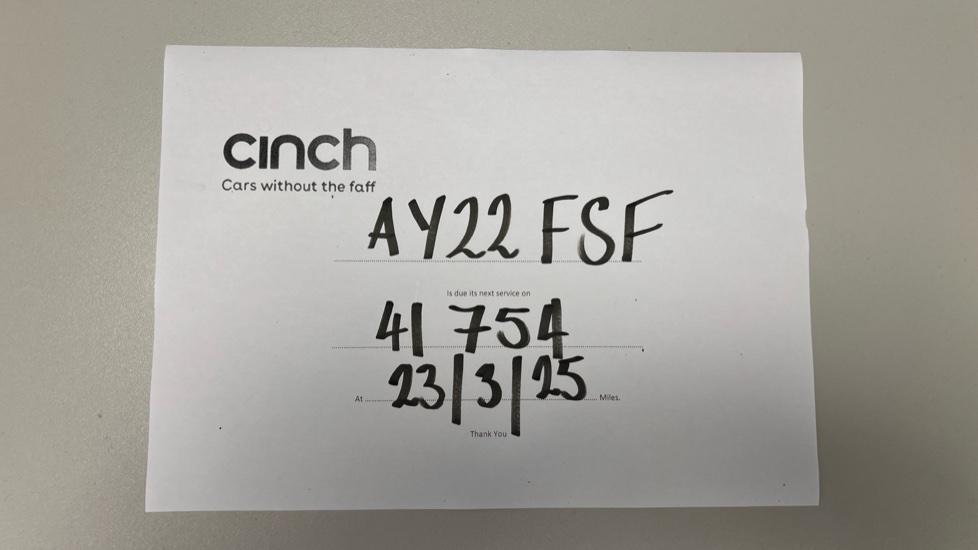 cinch
Cars without the faff
AY22 FSF
Is due its next service on
41 754
At 23/3/25 Miles.
Thank You